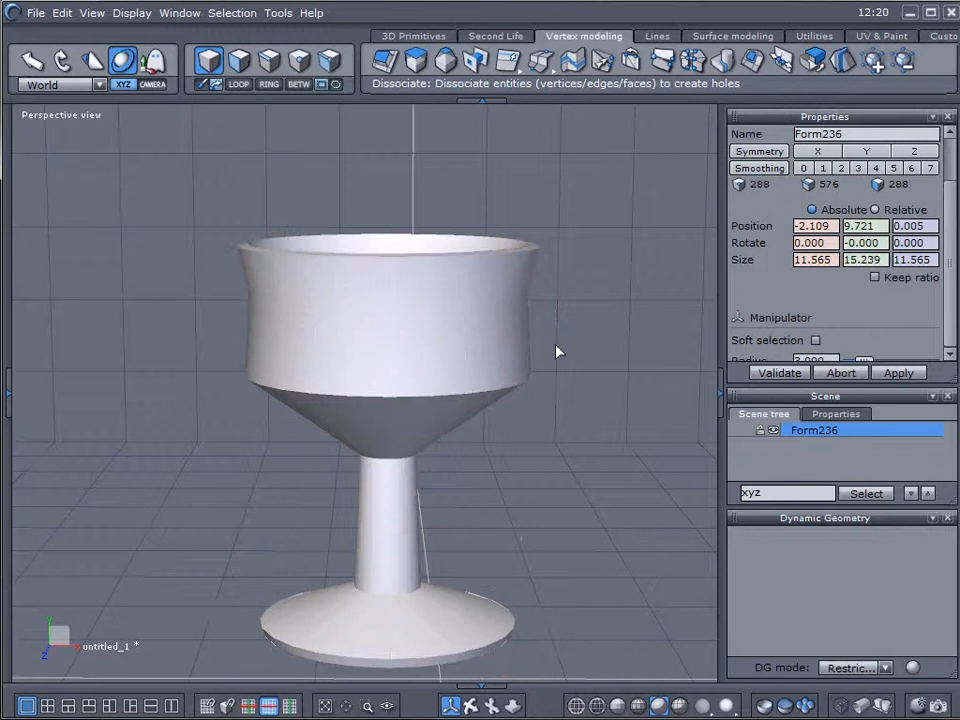 File Edit View Display Window Selection Tools Help 12:20
3D Primitives Second Life Vertex modeling Lines Surface modeling Utilities UV & Paint Custo
World XYZ CAMERA LOOP RING BETW Dissociate: Dissociate entities (vertices/edges/faces) to create holes
Perspective view
Properties
Name Form236
Symmetry X Y Z
Smoothing 0 1 2 3 4 5 6 7
288 576 288
Absolute Relative
Position -2.109 9.721 0.005
Rotate 0.000 -0.000 0.000
Size 11.565 15.239 11.565
Keep ratio
Manipulator
Soft selection
Radius 3.000
Validate Abort Apply
Scene
Scene tree Properties
Form236
xyz Select
Dynamic Geometry
Y
X
Z
untitled_1 *
DG mode: Restric...